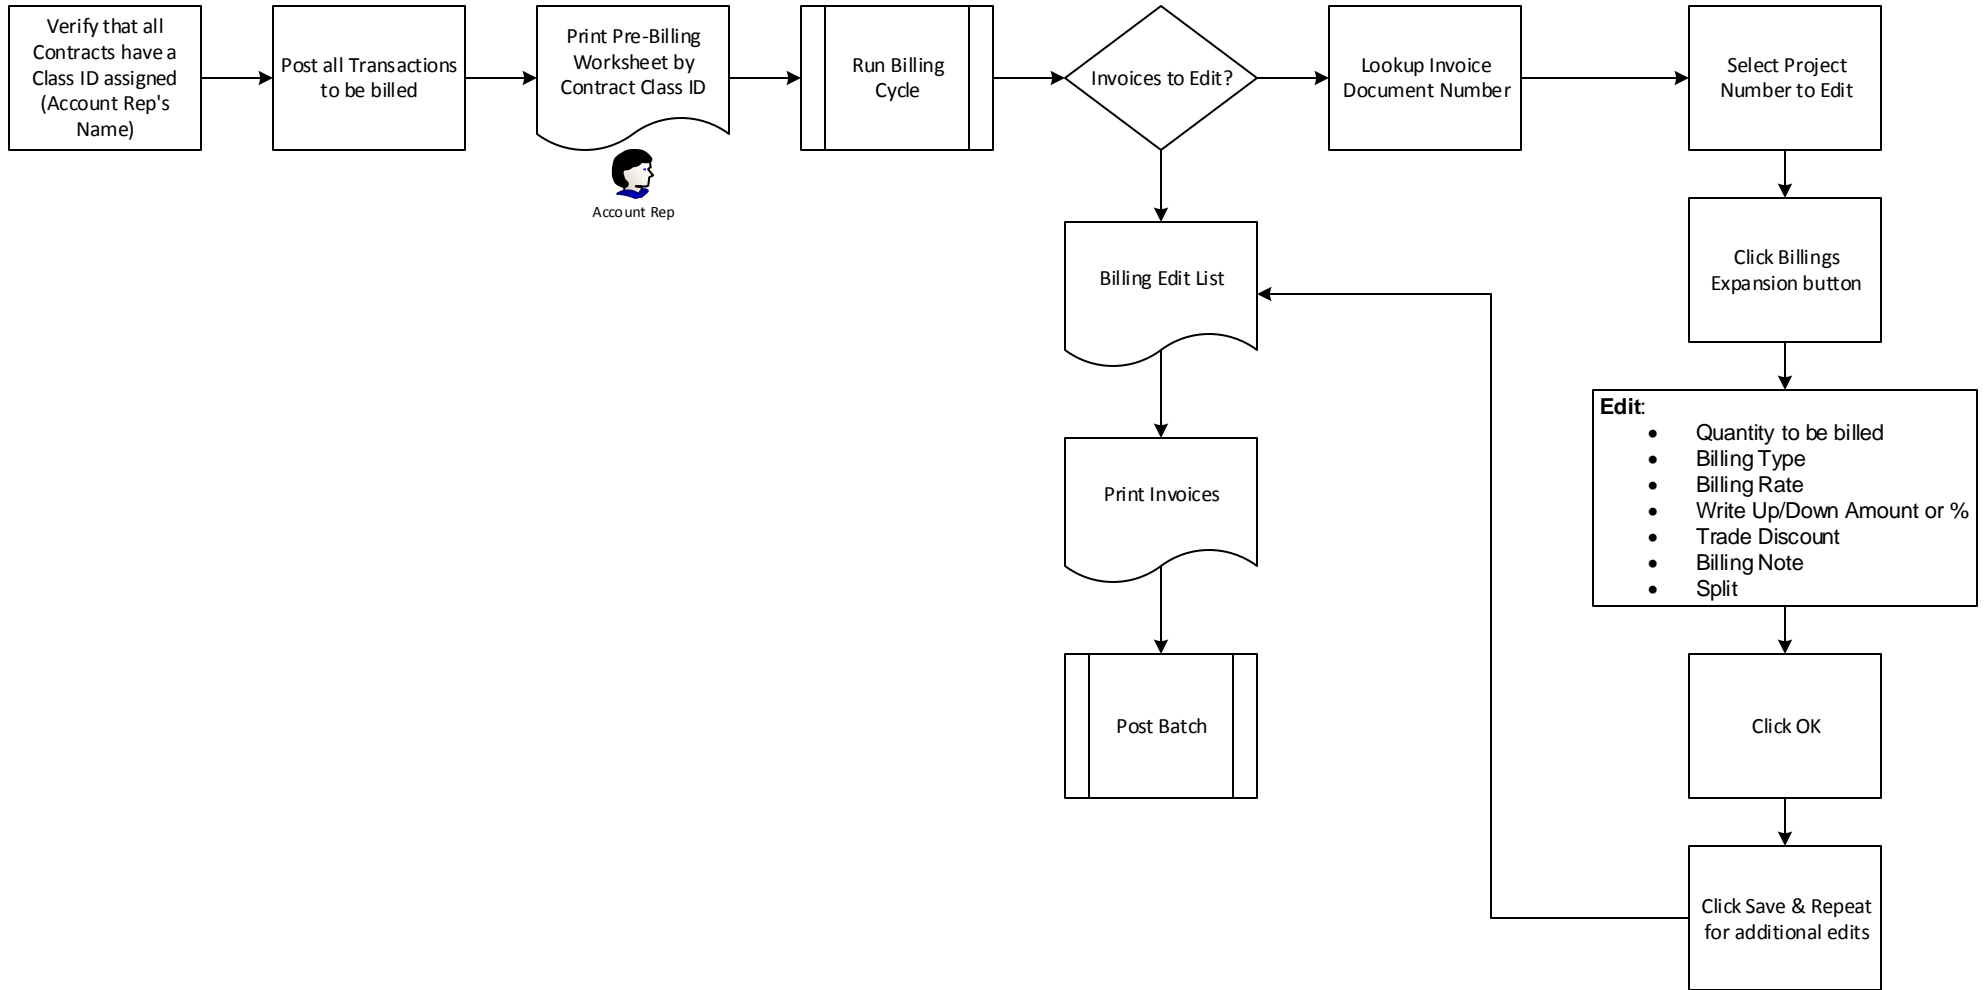 Verify that all
Contracts have a
Class ID assigned
(Account Rep's
Name)
Post all Transactions
to be billed
Print Pre-Billing
Worksheet by
Contract Class ID
Account Rep
Run Billing
Cycle
Invoices to Edit?
Lookup Invoice
Document Number
Select Project
Number to Edit
Click Billings
Expansion button
Edit:
• Quantity to be billed
• Billing Type
• Billing Rate
• Write Up/Down Amount or %
• Trade Discount
• Billing Note
• Split
Click OK
Click Save & Repeat
for additional edits
Billing Edit List
Print Invoices
Post Batch